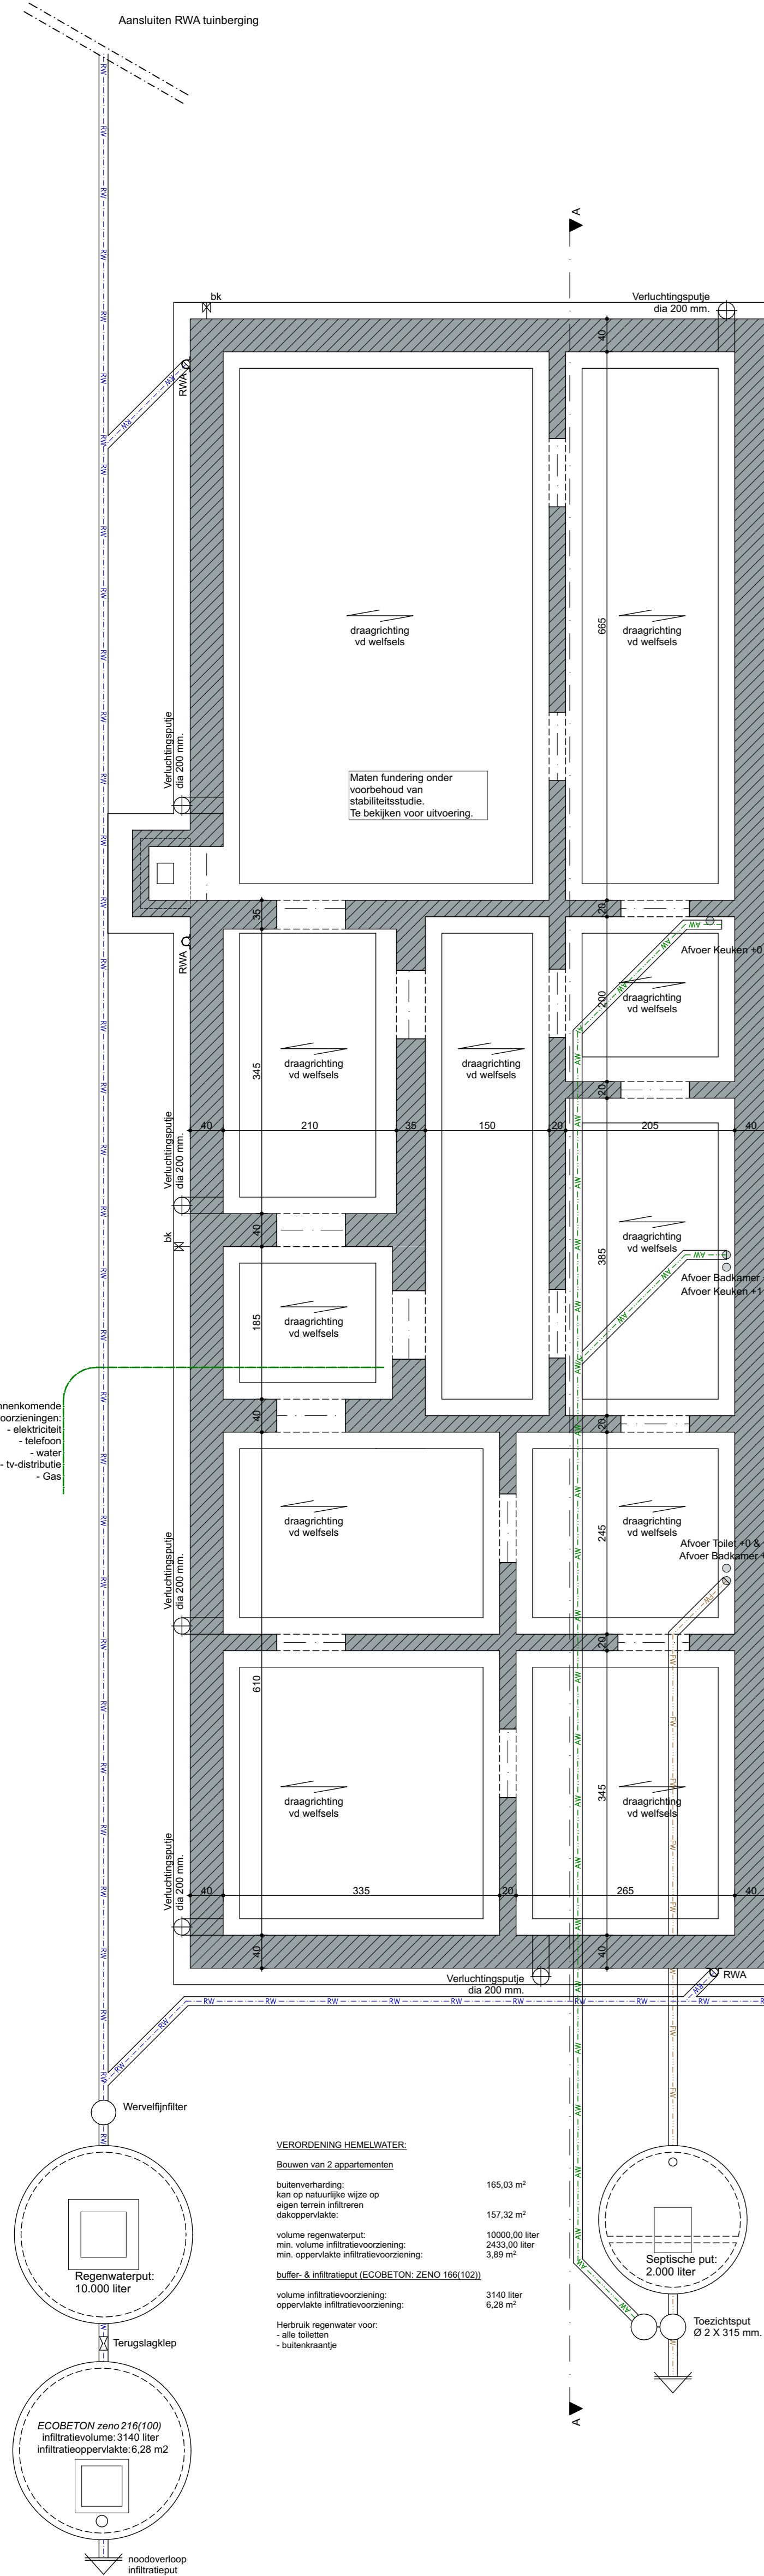 Aansluiten RWA tuinberging
A
bk
Verluchtingsputje
dia 200 mm.
40
RWA
RW
draagrichting
vd welfsels
665
draagrichting
vd welfsels
Verluchtingsputje
dia 200 mm.
Maten fundering onder
voorbehoud van
stabiliteitsstudie.
Te bekijken voor uitvoering.
35
20
AW
RWA
Afvoer Keuken +0
200
draagrichting
vd welfsels
345
draagrichting
vd welfsels
draagrichting
vd welfsels
20
Verluchtingsputje
dia 200 mm.
40
210
35
150
20
205
40
draagrichting
vd welfsels
40
bk
385
AW
Afvoer Badkamer
Afvoer Keuken +1
185
draagrichting
vd welfsels
nnenkomende
oorzieningen:
- elektriciteit
- telefoon
- water
- tv-distributie
- Gas
40
20
draagrichting
vd welfsels
245
draagrichting
vd welfsels
Afvoer Toilet +0 &
Afvoer Badkamer +
Verluchtingsputje
dia 200 mm.
FW
20
610
draagrichting
vd welfsels
345
draagrichting
vd welfsels
Verluchtingsputje
dia 200 mm.
40
335
20
265
40
40
40
Verluchtingsputje
dia 200 mm.
RWA
RW
Wervelfijnfilter
VERORDENING HEMELWATER:
Bouwen van 2 appartementen
buitenverharding: 165,03 m²
kan op natuurlijke wijze op
eigen terrein infiltreren
dakoppervlakte: 157,32 m²
volume regenwaterput: 10000,00 liter
min. volume infiltratievoorziening: 2433,00 liter
min. oppervlakte infiltratievoorziening: 3,89 m²
buffer- & infiltratieput (ECOBETON: ZENO 166(102))
volume infiltratievoorziening: 3140 liter
oppervlakte infiltratievoorziening: 6,28 m²
Herbruik regenwater voor:
- alle toiletten
- buitenkraantje
Regenwaterput:
10.000 liter
Septische put:
2.000 liter
Terugslagklep
Toezichtsput
Ø 2 X 315 mm.
A
ECOBETON zeno 216(100)
infiltratievolume:3140 liter
infiltratieoppervlakte:6,28 m2
noodoverloop
infiltratieput